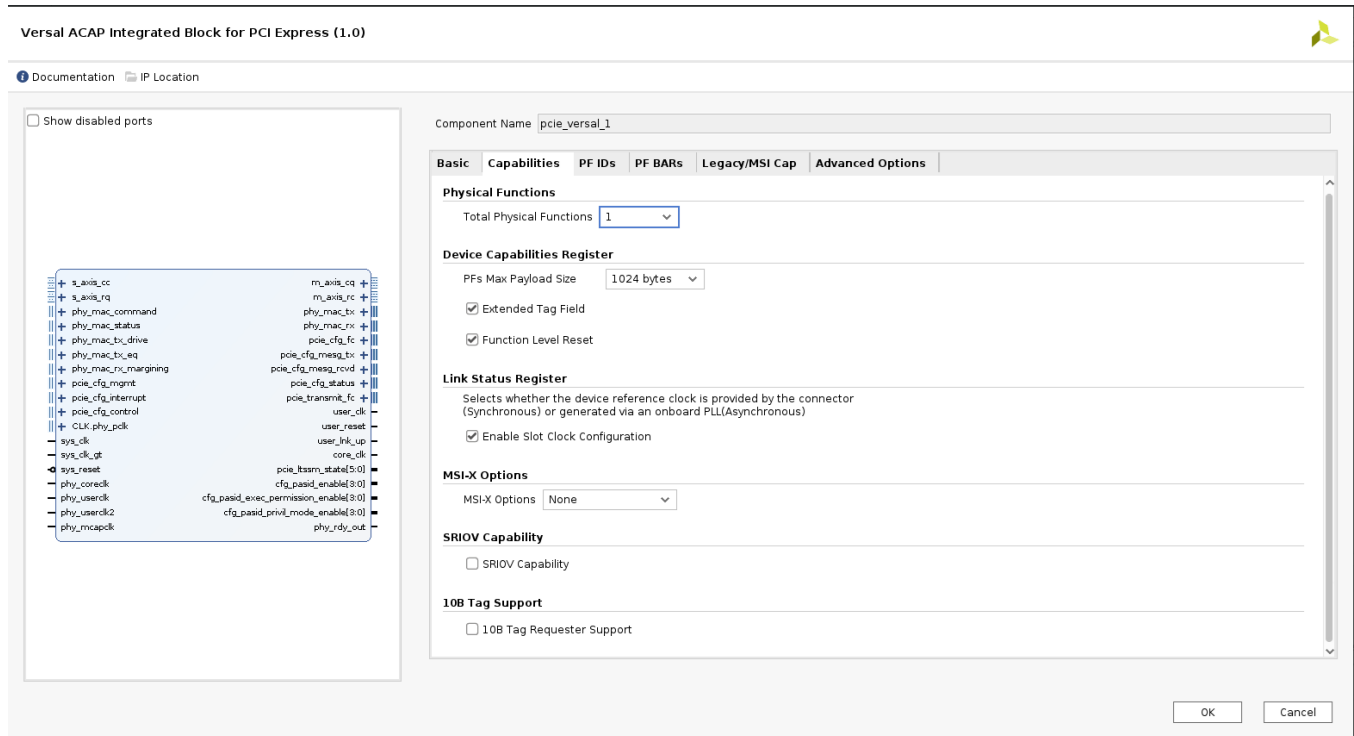 Versal ACAP Integrated Block for PCI Express (1.0)
Documentation IP Location
Show disabled ports
s_axis_cc m_axis_cq
s_axis_rq m_axis_rc
phy_mac_command phy_mac_tx
phy_mac_status phy_mac_rx
phy_mac_tx_drive pcie_cfg_fc
phy_mac_tx_eq pcie_cfg_mesg_tx
phy_mac_rx_margining pcie_cfg_mesg_rcvd
pcie_cfg_mgmt pcie_cfg_status
pcie_cfg_interrupt pcie_transmit_fc
pcie_cfg_control user_clk
CLK.phy_pclk user_reset
sys_clk user_lnk_up
sys_clk_gt core_clk
sys_reset pcie_ltssm_state[5:0]
phy_coreclk cfg_pasid_enable[3:0]
phy_userclk cfg_pasid_exec_permission_enable[3:0]
phy_userclk2 cfg_pasid_privil_mode_enable[3:0]
phy_mcapclk phy_rdy_out
Component Name pcie_versal_1
Basic Capabilities PF IDs PF BARs Legacy/MSI Cap Advanced Options
Physical Functions
Total Physical Functions 1
Device Capabilities Register
PFs Max Payload Size 1024 bytes
Extended Tag Field
Function Level Reset
Link Status Register
Selects whether the device reference clock is provided by the connector
(Synchronous) or generated via an onboard PLL(Asynchronous)
Enable Slot Clock Configuration
MSI-X Options
MSI-X Options None
SRIOV Capability
SRIOV Capability
10B Tag Support
10B Tag Requester Support
OK Cancel